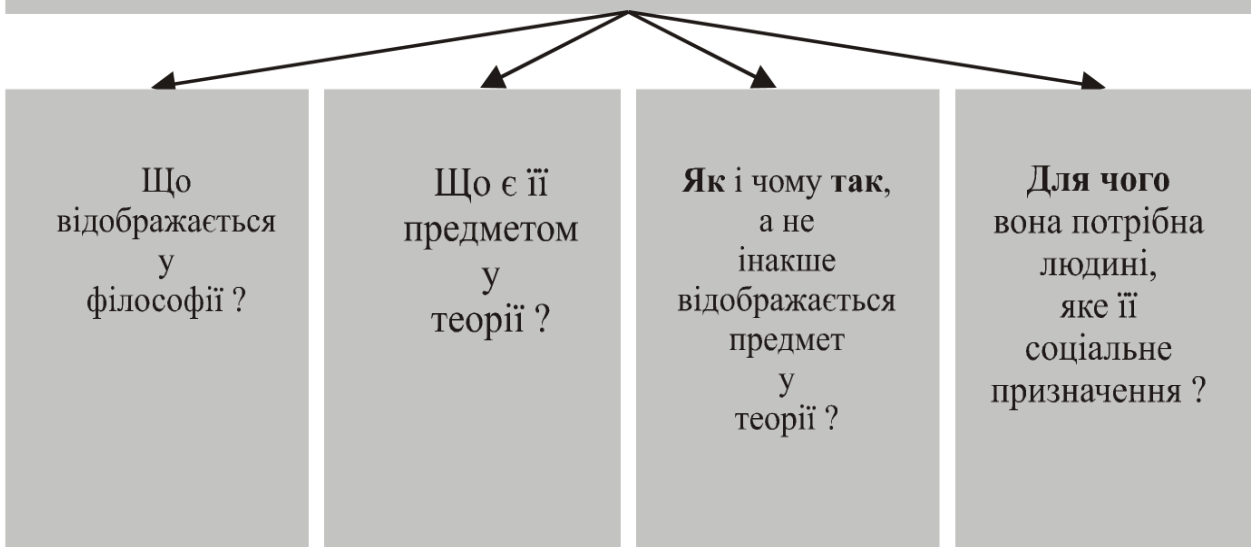 Що
відображається
у
філософії ?
Що є її
предметом
у
теорії ?
Як і чому так,
а не
інакше
відображається
предмет
у
теорії ?
Для чого
вона потрібна
людині,
яке її
соціальне
призначення ?